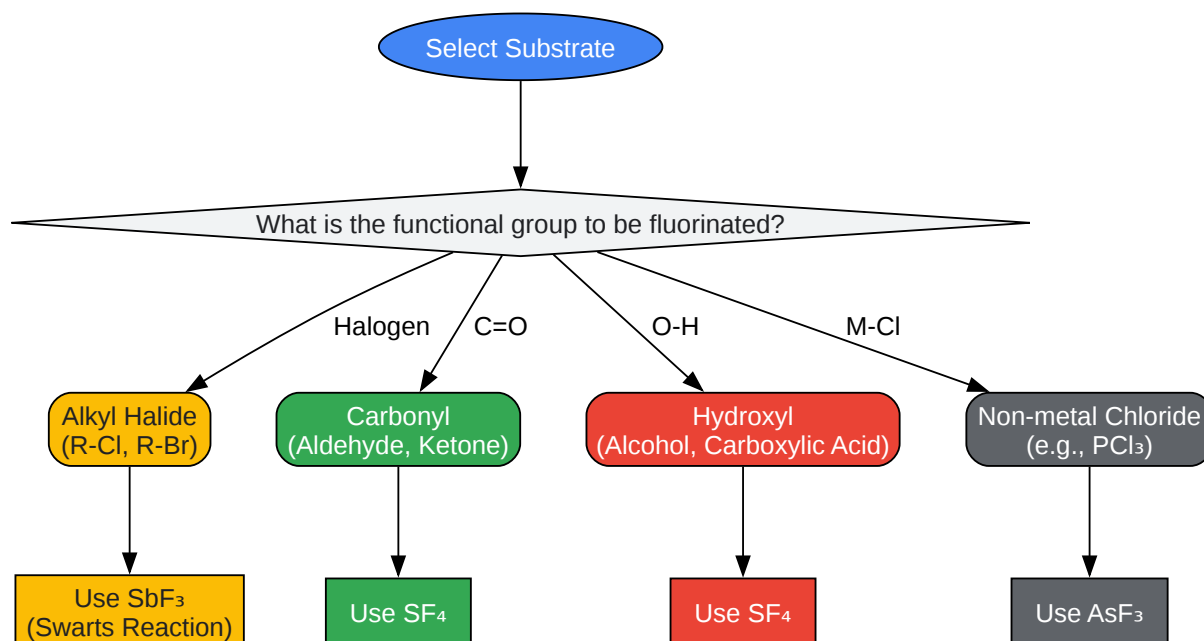 Select Substrate
What is the functional group to be fluorinated?
Halogen
C=O
O-H
M-Cl
Alkyl Halide
(R-Cl, R-Br)
Carbonyl
(Aldehyde, Ketone)
Hydroxyl
(Alcohol, Carboxylic Acid)
Non-metal Chloride
(e.g., PCl₃)
Use SbF₃
(Swarts Reaction)
Use SF₄
Use SF₄
Use AsF₃